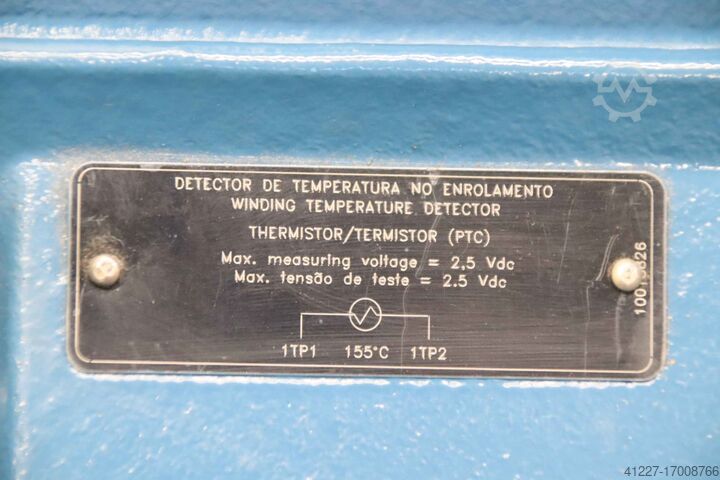 DETECTOR DE TEMPERATURA NO ENROLAMENTO
WINDING TEMPERATURE DETECTOR
THERMISTOR/TERMISTOR (PTC)
Max. measuring voltage = 2,5 Vdc
Max. tensão de teste = 2.5 Vdc
1TP1 155°C 1TP2
41227-17008766